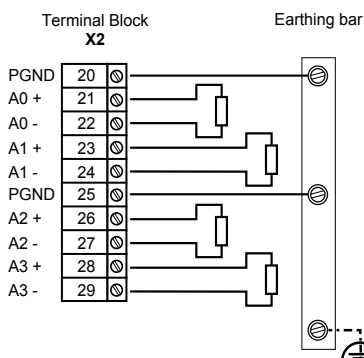 Terminal Block
X2
Earthing bar
PGND 20
A0 + 21
A0 - 22
A1 + 23
A1 - 24
PGND 25
A2 + 26
A2 - 27
A3 + 28
A3 - 29